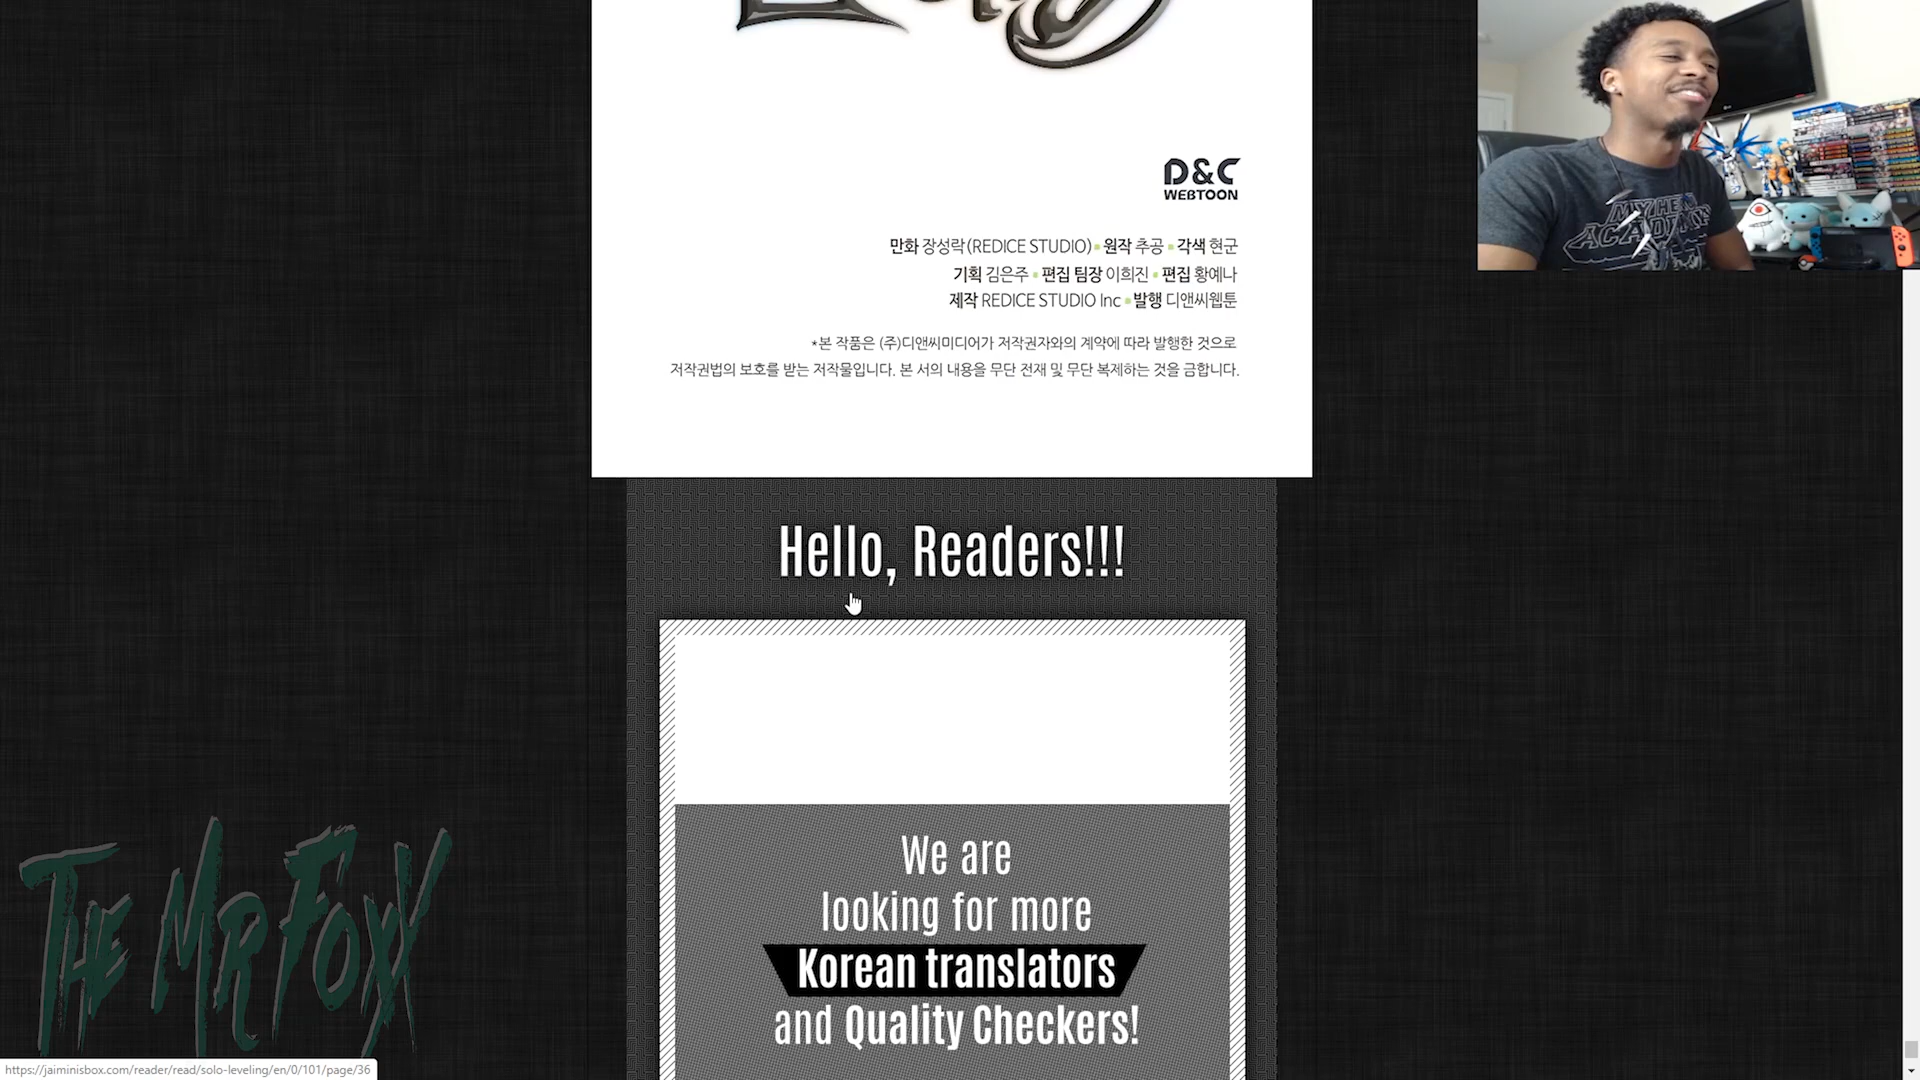 D&C
WEBTOON
만화 장성락(REDICE STUDIO)▪원작 추공▪각색 현군
기획 김은주▪편집 팀장 이희진▪편집 황예나
제작 REDICE STUDIO Inc▪발행 디앤씨웹툰
*본 작품은 (주)디앤씨미디어가 저작권자와의 계약에 따라 발행한 것으로
저작권법의 보호를 받는 저작물입니다. 본 서의 내용을 무단 전재 및 무단 복제하는 것을 금합니다.
Hello, Readers!!!
We are
looking for more
Korean translators
and Quality Checkers!
MY HERO
ACADEMIA
THE MR FOXX
https://jaiminisbox.com/reader/read/solo-leveling/en/0/101/page/36